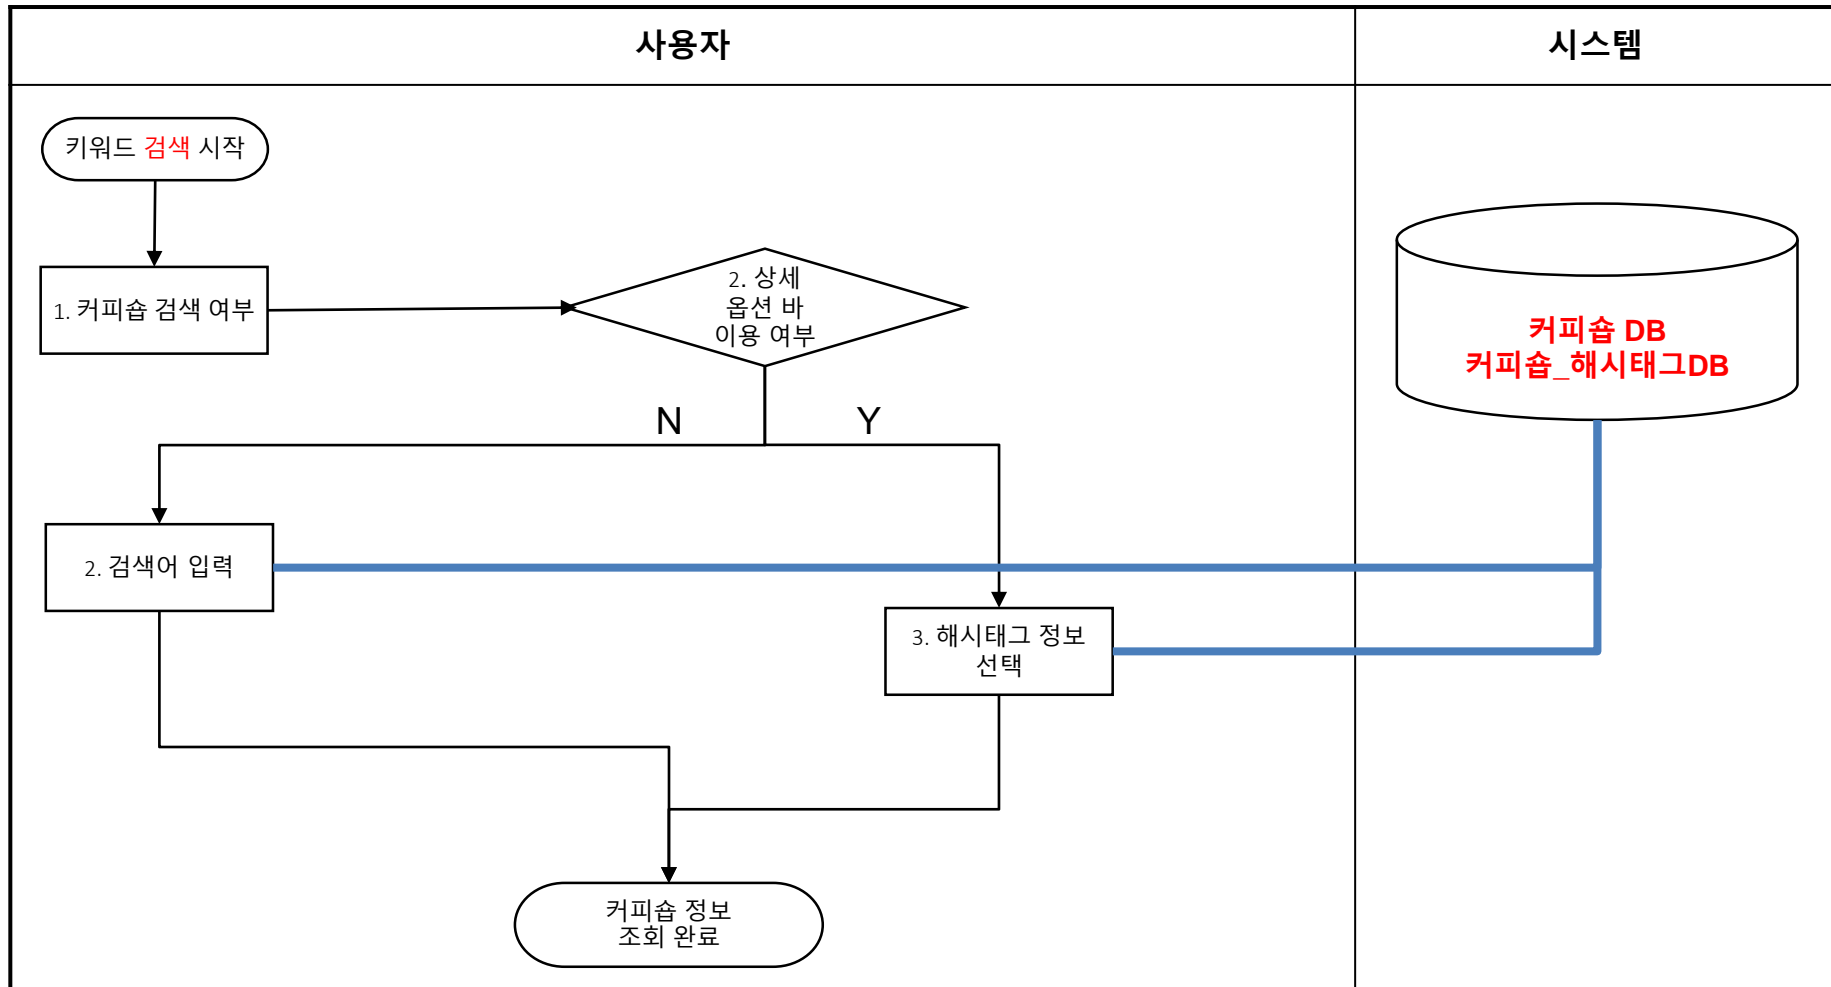 사용자
시스템
키워드 검색 시작
1. 커피숍 검색 여부
2. 상세
옵션 바
이용 여부
커피숍 DB
커피숍_해시태그DB
N
Y
2. 검색어 입력
3. 해시태그 정보
선택
커피숍 정보
조회 완료